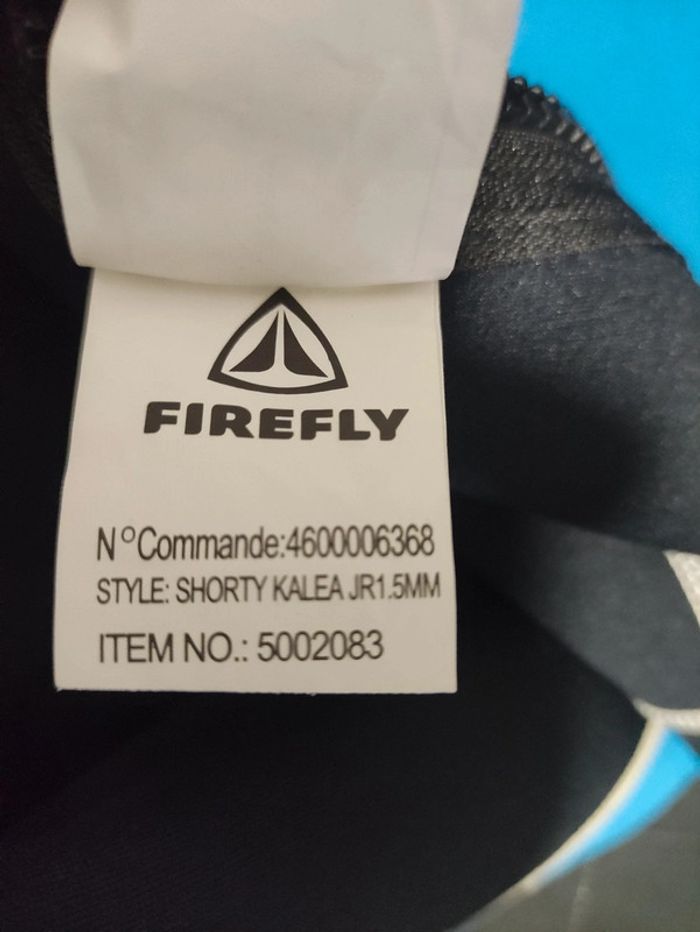 FIREFLY
N°Commande:4600006368
STYLE: SHORTY KALEA JR1.5MM
ITEM NO.: 5002083